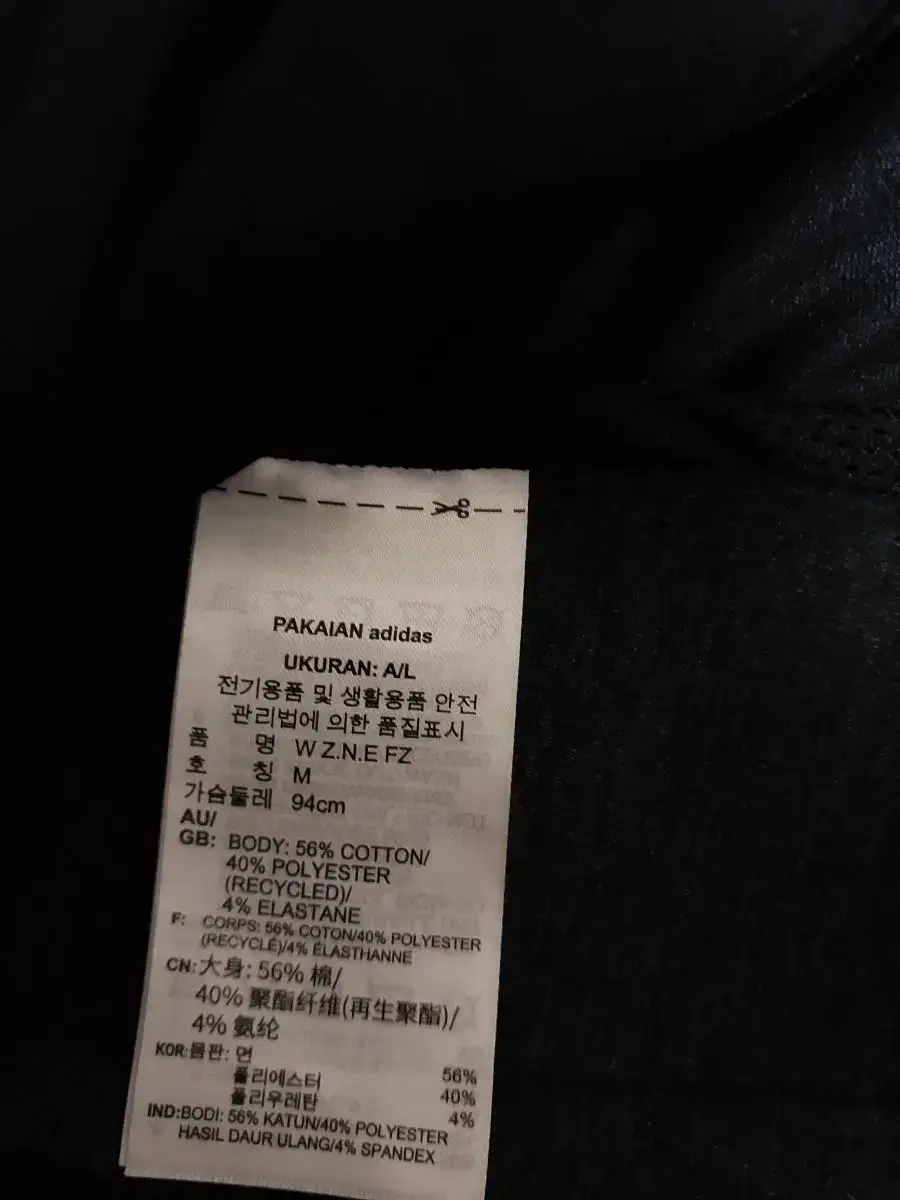 PAKAIAN adidas
UKURAN: A/L
전기용품 및 생활용품 안전
관리법에 의한 품질표시
품 명 W Z.N.E FZ
호 칭 M
가슴둘레 94cm
AU/
GB: BODY: 56% COTTON/
40% POLYESTER
(RECYCLED)/
4% ELASTANE
F: CORPS: 56% COTON/40% POLYESTER
(RECYCLÉ)/4% ÉLASTHANNE
CN:大身: 56% 棉/
40% 聚酯纤维(再生聚酯)/
4% 氨纶
KOR:몸판: 면 56%
폴리에스터 40%
폴리우레탄 4%
IND:BODI: 56% KATUN/40% POLYESTER
HASIL DAUR ULANG/4% SPANDEX